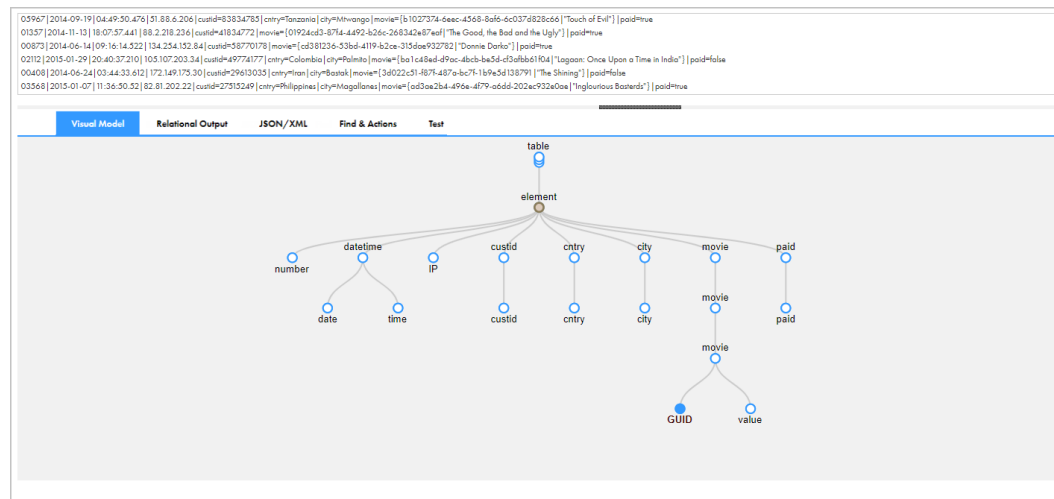 05967|2014-09-19|04:49:50.476|51.88.6.206|custid=83834785|cntry=Tanzania|city=Mtwango|movie={b1027374-6eec-4568-8af6-6c037d828c66|"Touch of Evil"}|paid=true
01357|2014-11-13|18:07:57.441|88.2.218.236|custid=41834772|movie={01924cd3-87f4-4492-b26c-268342e87eaf|"The Good, the Bad and the Ugly"}|paid=true
00873|2014-06-14|09:16:14.522|134.254.152.84|custid=58770178|movie={cd381236-53bd-4119-b2ce-315dae932782|"Donnie Darko"}|paid=true
02112|2015-01-29|20:40:37.210|105.107.203.34|custid=49774177|cntry=Colombia|city=Palmito|movie={ba1c48ed-d9ac-4bcb-be5d-cf3afbb61f04|"Lagaan: Once Upon a Time in India"}|paid=false
00408|2014-06-24|03:44:33.612|172.149.175.30|custid=29613035|cntry=Iran|city=Bastak|movie={3d022c51-f87f-487a-bc7f-1b9e5d138791|"The Shining"}|paid=false
03568|2015-01-07|11:36:50.52|82.81.202.22|custid=27515249|cntry=Philippines|city=Magallanes|movie={ad3ae2b4-496e-4f79-a6dd-202ec932e0ae|"Inglourious Basterds"}|paid=true
Visual Model Relational Output JSON/XML Find & Actions Test
table
element
datetime custid cntry city movie paid
number IP
movie
date time custid cntry city paid
movie
GUID value